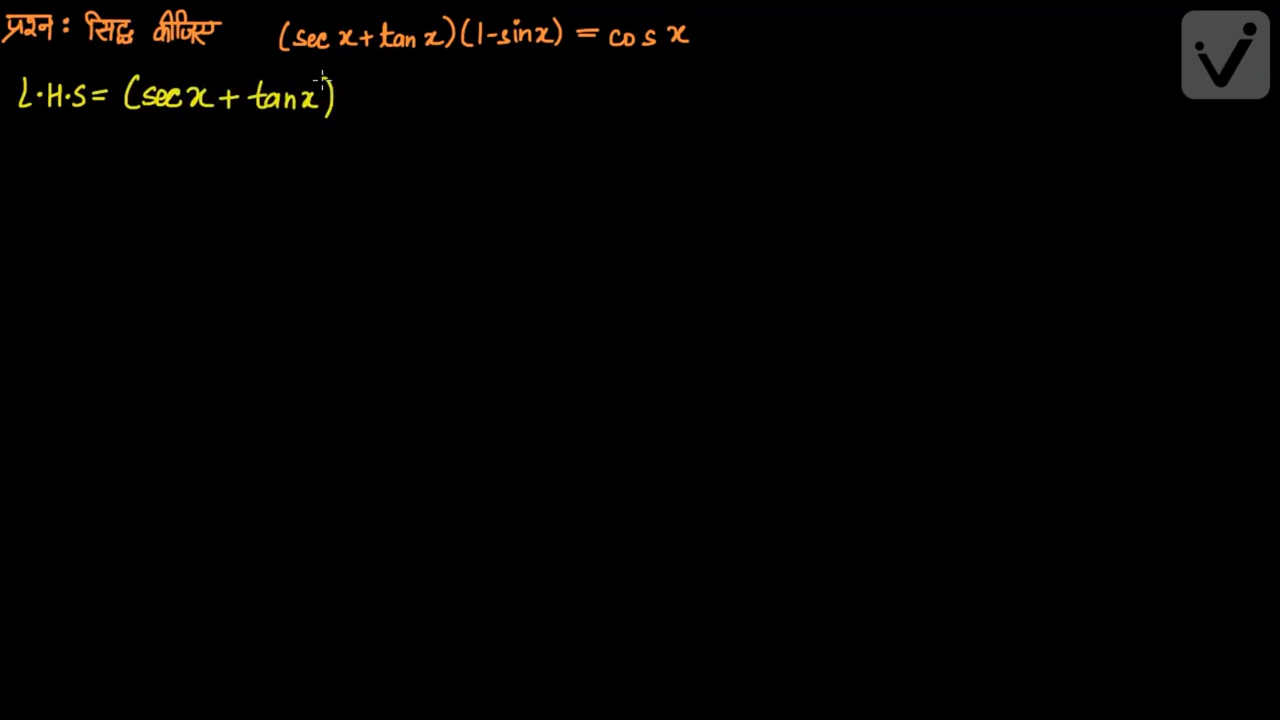 प्रश्न : सिद्ध कीजिए (sec x + tan x)(1 - sin x) = cos x
L.H.S = (sec x + tan x)